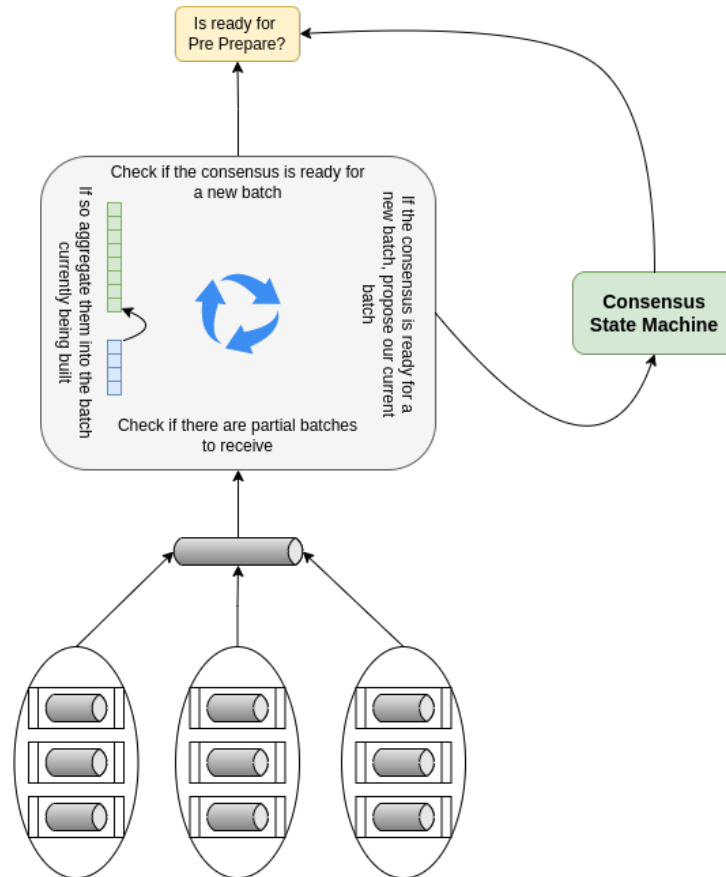 Is ready for
Pre Prepare?
Check if the consensus is ready for
a new batch
If so aggregate them into the batch
currently being built
If the consensus is ready for a
new batch, propose our current
batch
Check if there are partial batches
to receive
Consensus
State Machine